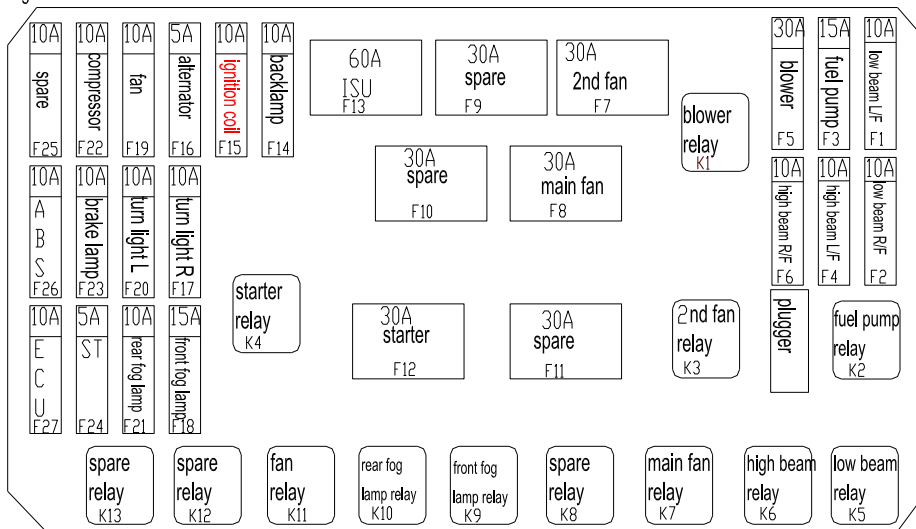 10A
spare
F25
10A
compressor
F22
10A
fan
F19
5A
alternator
F16
10A
ignition coil
F15
10A
backlamp
F14
60A
ISU
F13
30A
spare
F9
30A
2nd fan
F7
blower
relay
K1
30A
blower
F5
15A
fuel pump
F3
10A
low beam L/F
F1
30A
spare
F10
30A
main fan
F8
10A
ABS
F26
10A
brake lamp
F23
10A
turn light L
F20
10A
turn light R
F17
10A
high beam R/F
F6
10A
high beam L/F
F4
10A
low beam R/F
F2
starter
relay
K4
10A
ECU
F27
5A
ST
F24
10A
rear fog lamp
F21
15A
front fog lamp
F18
30A
starter
F12
30A
spare
F11
2nd fan
relay
K3
plugger
fuel pump
relay
K2
spare
relay
K13
spare
relay
K12
fan
relay
K11
rear fog
lamp relay
K10
front fog
lamp relay
K9
spare
relay
K8
main fan
relay
K7
high beam
relay
K6
low beam
relay
K5